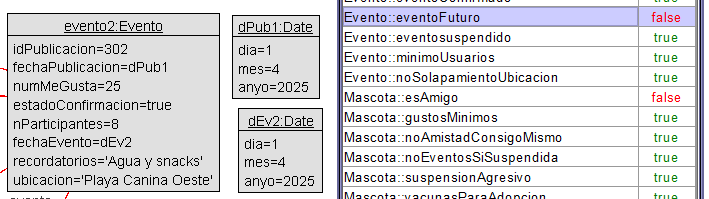 evento2:Evento
idPublicacion=302
fechaPublicacion=dPub1
numMeGusta=25
estadoConfirmacion=true
nParticipantes=8
fechaEvento=dEv2
recordatorios='Agua y snacks'
ubicacion='Playa Canina Oeste'
dPub1:Date
dia=1
mes=4
anyo=2025
dEv2:Date
dia=1
mes=4
anyo=2025
Evento::eventoFuturo false
Evento::eventosuspendido true
Evento::minimoUsuarios true
Evento::noSolapamientoUbicacion true
Mascota::esAmigo false
Mascota::gustosMinimos true
Mascota::noAmistadConsigoMismo true
Mascota::noEventosSiSuspendida true
Mascota::suspensionAgresivo true
Mascota::vacunasParaAdopcion true